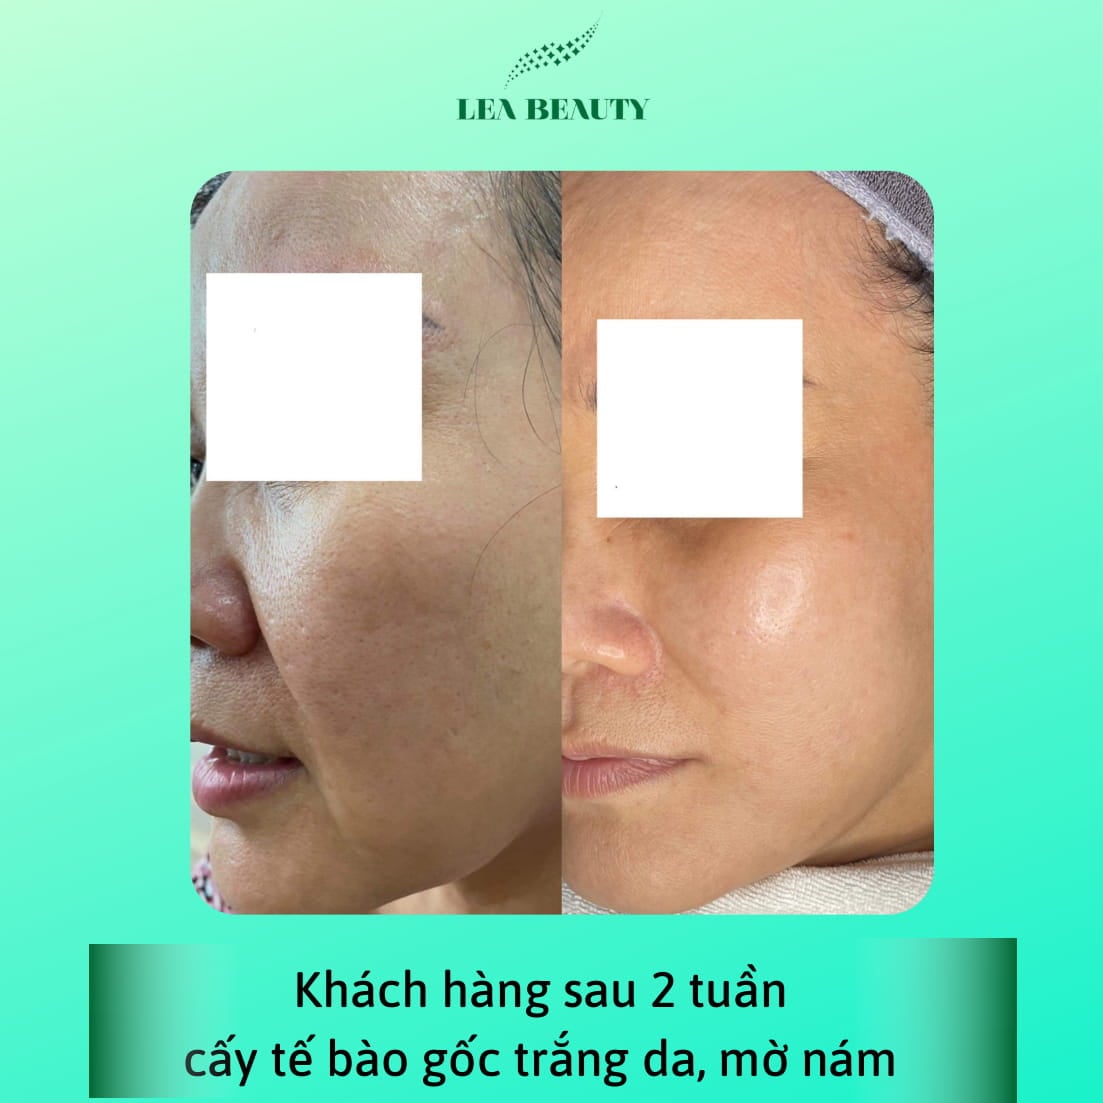 LEA BEAUTY
Khách hàng sau 2 tuần
cấy tế bào gốc trắng da, mờ nám